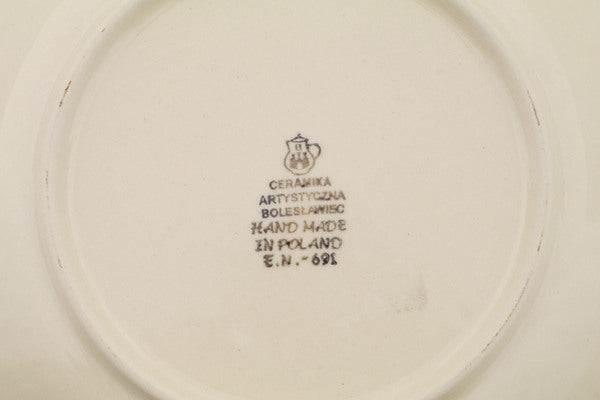 CERAMIKA
ARTYSTYCZNA
BOLESŁAWIEC
HAND MADE
IN POLAND
E.N.-691